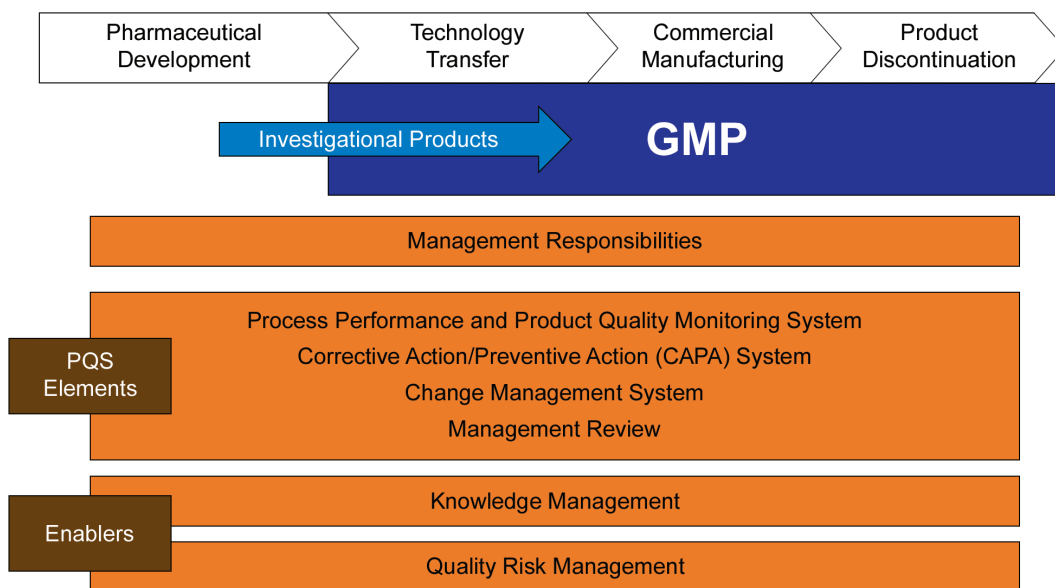 Pharmaceutical
Development
Technology
Transfer
Commercial
Manufacturing
Product
Discontinuation
Investigational Products
GMP
Management Responsibilities
PQS
Elements
Process Performance and Product Quality Monitoring System
Corrective Action/Preventive Action (CAPA) System
Change Management System
Management Review
Enablers
Knowledge Management
Quality Risk Management